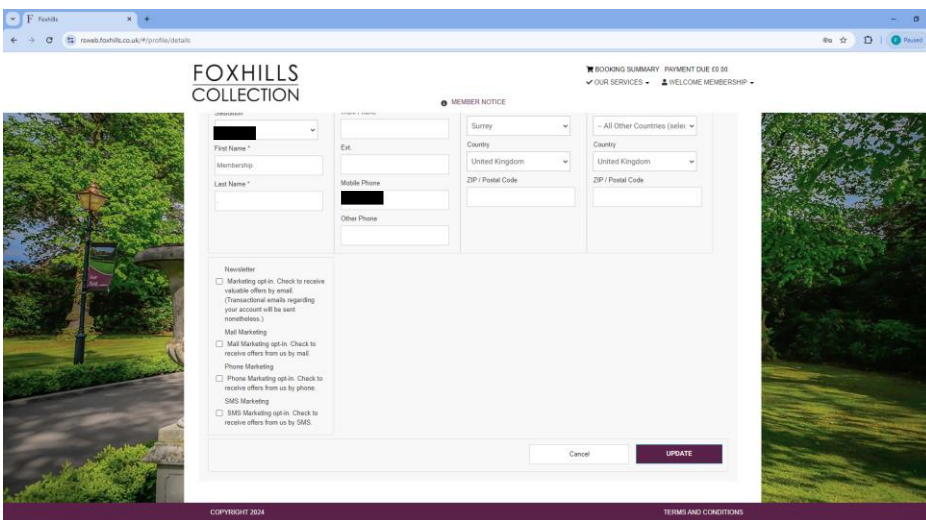 Foxhills
rsweb.foxhills.co.uk/#/profile/details
Paused
FOXHILLS
COLLECTION
BOOKING SUMMARY PAYMENT DUE £0.00
OUR SERVICES WELCOME MEMBERSHIP
MEMBER NOTICE
Salutation
First Name *
Membership
Last Name *
.
Ext.
Mobile Phone
Other Phone
Surrey
Country
United Kingdom
ZIP / Postal Code
-- All Other Countries (selec
Country
United Kingdom
ZIP / Postal Code
Newsletter
Marketing opt-in. Check to receive
valuable offers by email.
(Transactional emails regarding
your account will be sent
nonetheless.)
Mail Marketing
Mail Marketing opt-in. Check to
receive offers from us by mail.
Phone Marketing
Phone Marketing opt-in. Check to
receive offers from us by phone.
SMS Marketing
SMS Marketing opt-in. Check to
receive offers from us by SMS.
Cancel
UPDATE
COPYRIGHT 2024
TERMS AND CONDITIONS